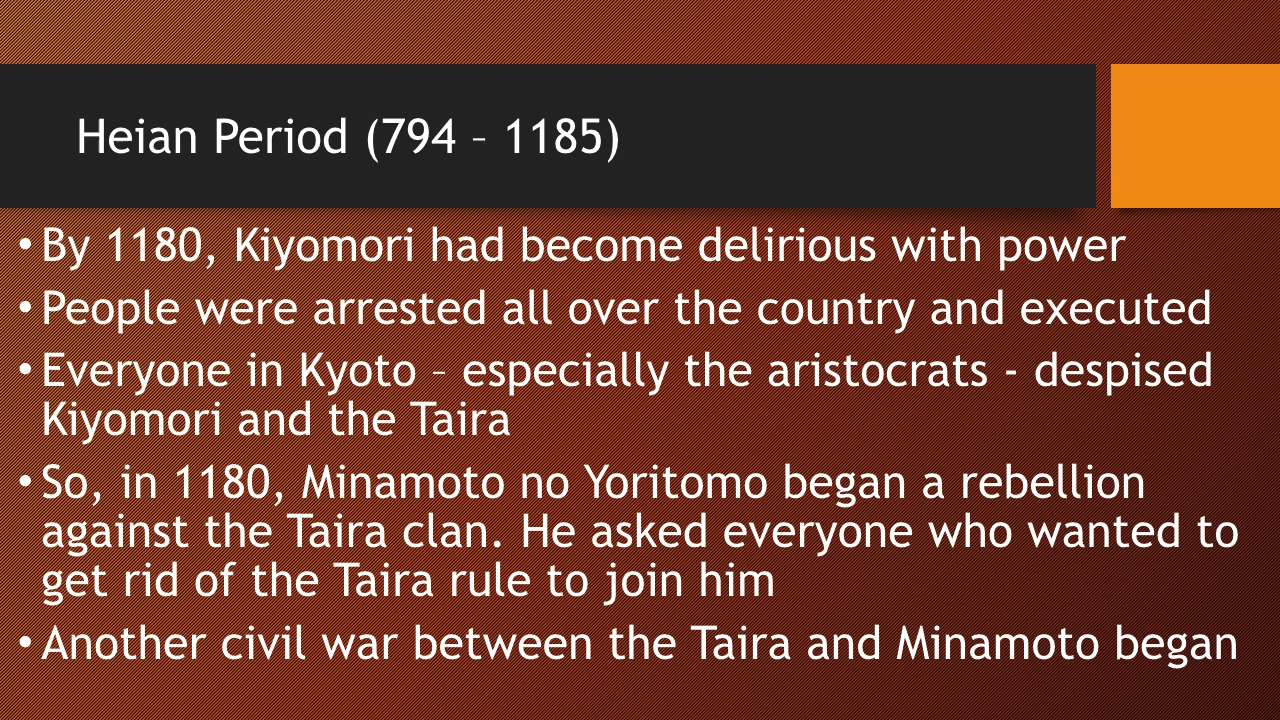 Heian Period (794 – 1185)
• By 1180, Kiyomori had become delirious with power
• People were arrested all over the country and executed
• Everyone in Kyoto – especially the aristocrats - despised
Kiyomori and the Taira
• So, in 1180, Minamoto no Yoritomo began a rebellion
against the Taira clan. He asked everyone who wanted to
get rid of the Taira rule to join him
• Another civil war between the Taira and Minamoto began